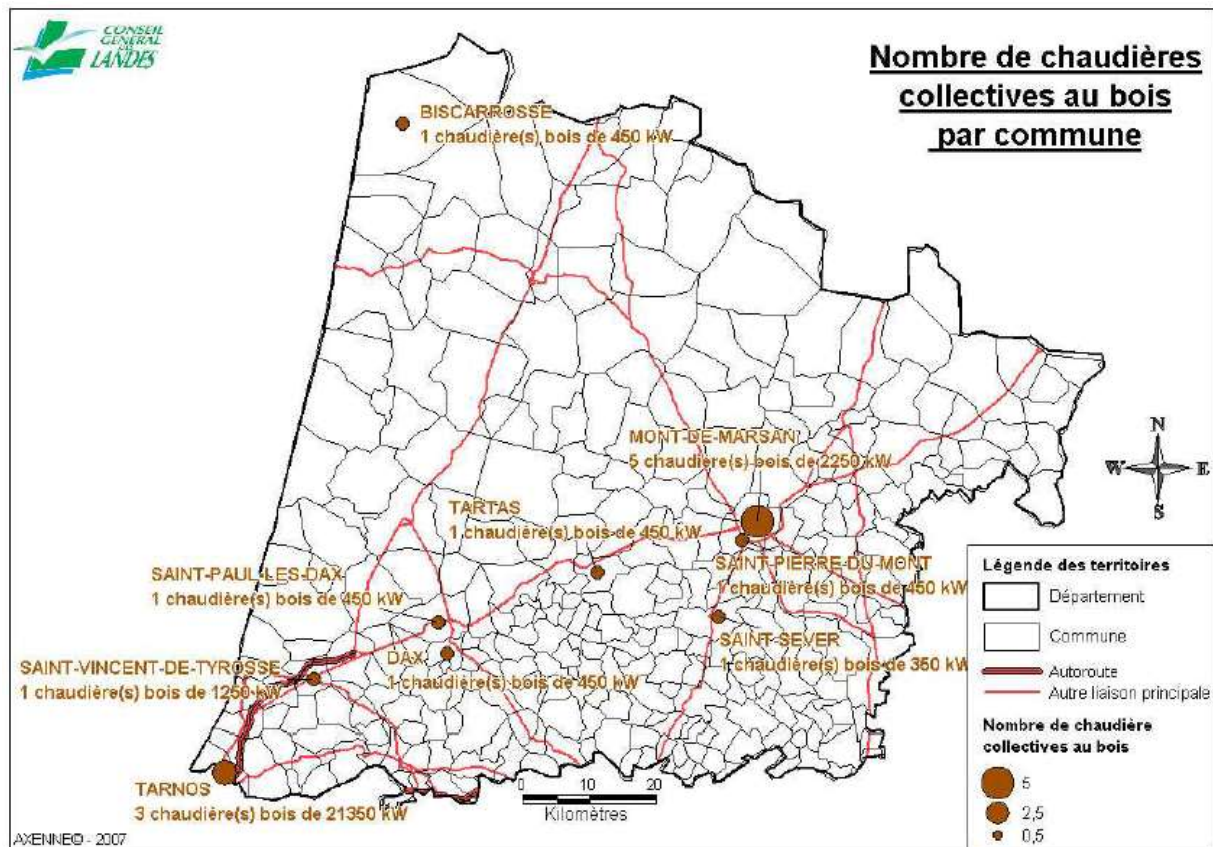 CONSEIL
GENERAL
DES
LANDES
Nombre de chaudières
collectives au bois
par commune
BISCARROSSE
1 chaudière(s) bois de 450 kW
MONT-DE-MARSAN
5 chaudière(s) bois de 2250 kW
TARTAS
1 chaudière(s) bois de 450 kW
SAINT-PAUL-LES-DAX
1 chaudière(s) bois de 450 kW
SAINT-PIERRE-DU-MONT
1 chaudière(s) bois de 450 kW
SAINT-SEVER
1 chaudière(s) bois de 350 kW
DAX
1 chaudière(s) bois de 450 kW
SAINT-VINCENT-DE-TYROSSE
1 chaudière(s) bois de 1250 kW
TARNOS
3 chaudière(s) bois de 21350 kW
N
W E
S
Légende des territoires
Département
Commune
Autoroute
Autre liaison principale
Nombre de chaudière
collectives au bois
5
2,5
0,5
0 10 20
Kilomètres
AXENNE© - 2007